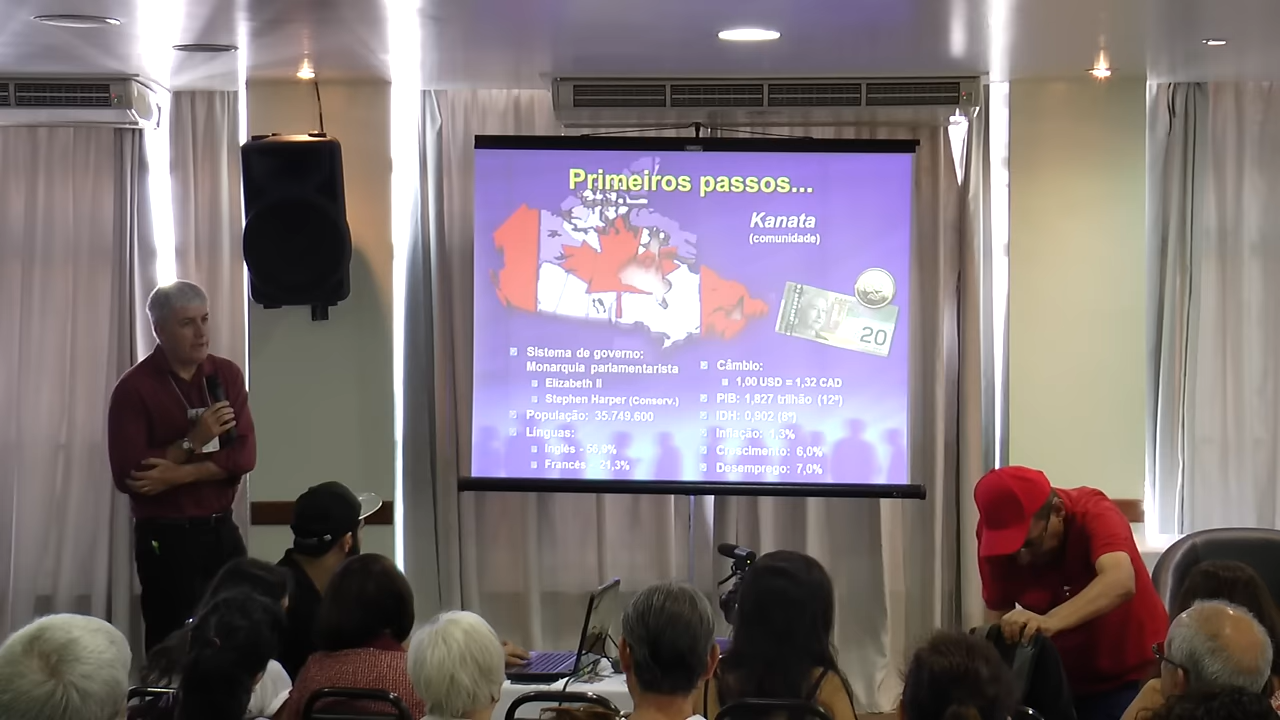 Primeiros passos...
Kanata
(comunidade)
20
Sistema de governo:
Monarquia parlamentarista
Elizabeth II
Stephen Harper (Conserv.)
População: 35.749.600
Línguas:
Inglês - 56,9%
Francês - 21,3%
Câmbio:
1,00 USD = 1,32 CAD
PIB: 1,827 trilhão (12º)
IDH: 0,902 (8º)
Inflação: 1,3%
Crescimento: 6,0%
Desemprego: 7,0%